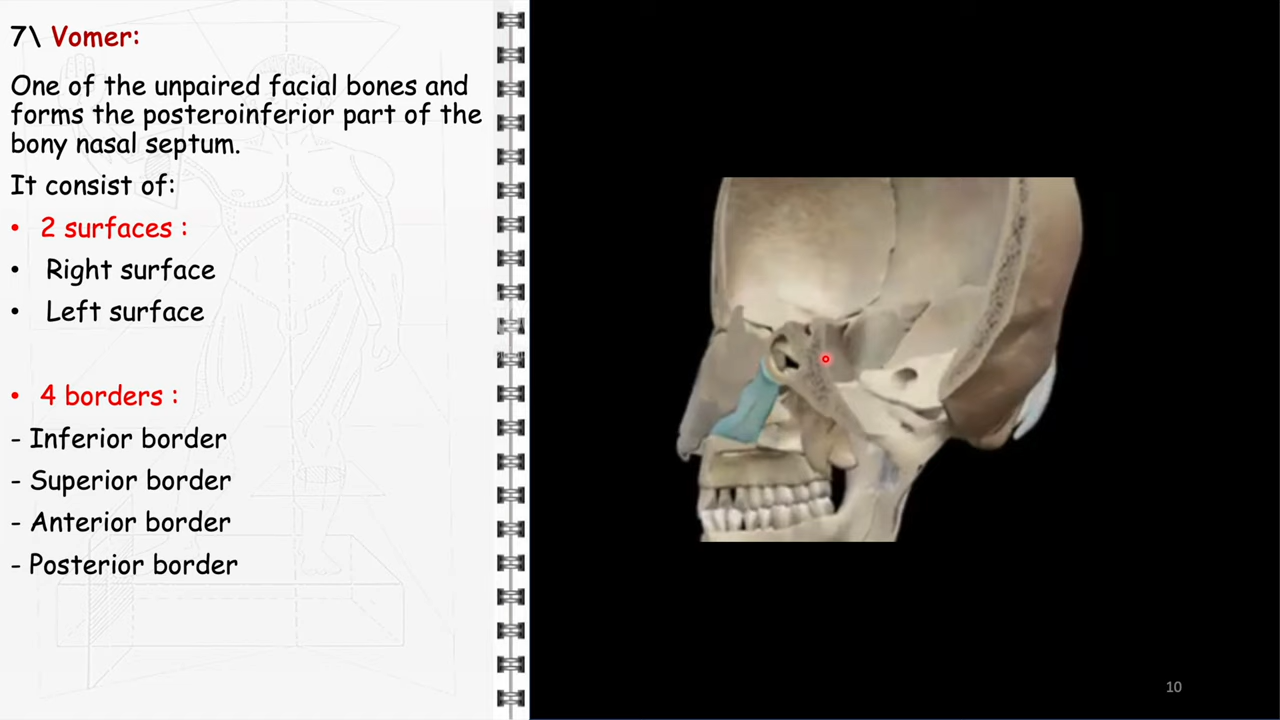 7\ Vomer:
One of the unpaired facial bones and
forms the posteroinferior part of the
bony nasal septum.
It consist of:
• 2 surfaces :
• Right surface
• Left surface
• 4 borders :
- Inferior border
- Superior border
- Anterior border
- Posterior border
10